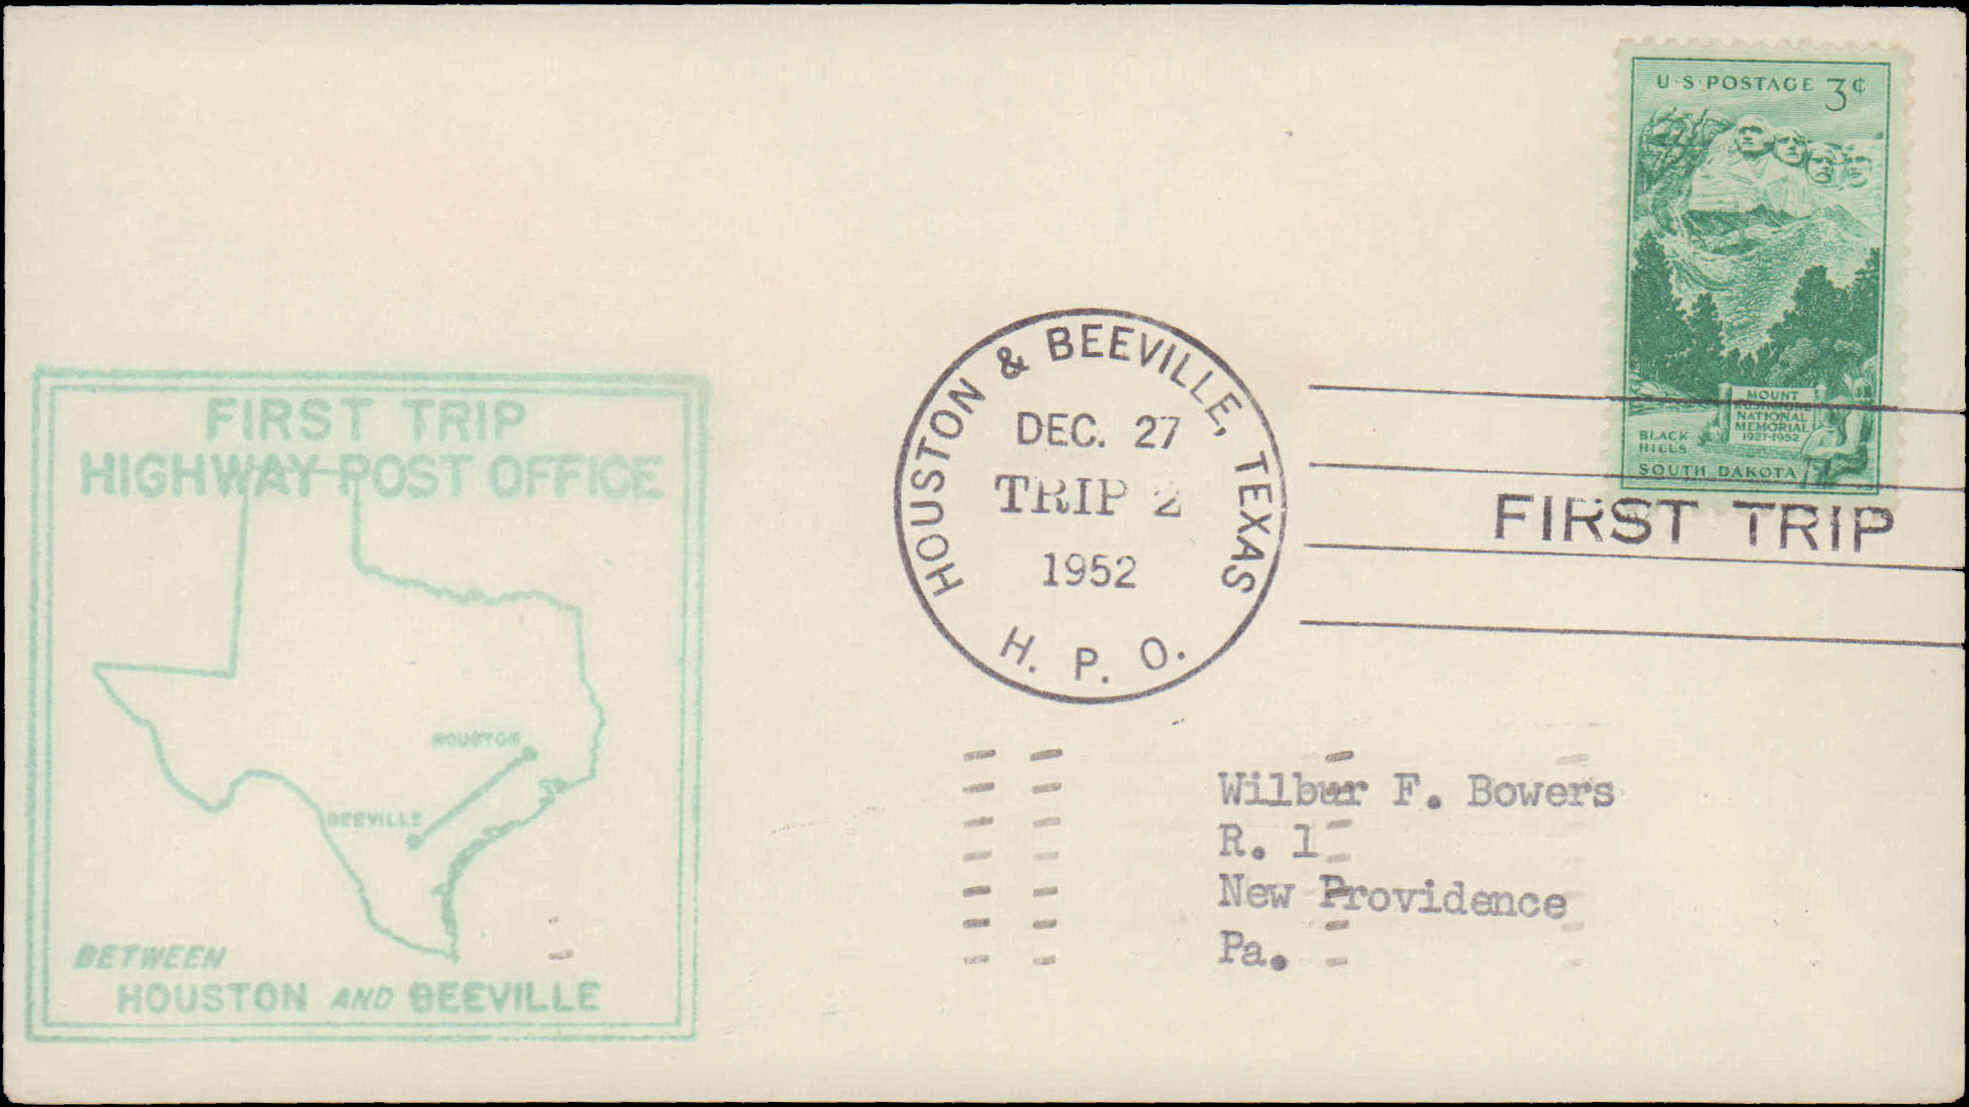 U·S·POSTAGE 3¢
MOUNT
RUSHMORE
NATIONAL
MEMORIAL
1927-1952
BLACK
HILLS
SOUTH DAKOTA
HOUSTON & BEEVILLE, TEXAS
DEC. 27
TRIP 2
1952
H. P. O.
FIRST TRIP
FIRST TRIP
HIGHWAY POST OFFICE
HOUSTON
BEEVILLE
BETWEEN
HOUSTON AND BEEVILLE
Wilbur F. Bowers
R. 1
New Providence
Pa.